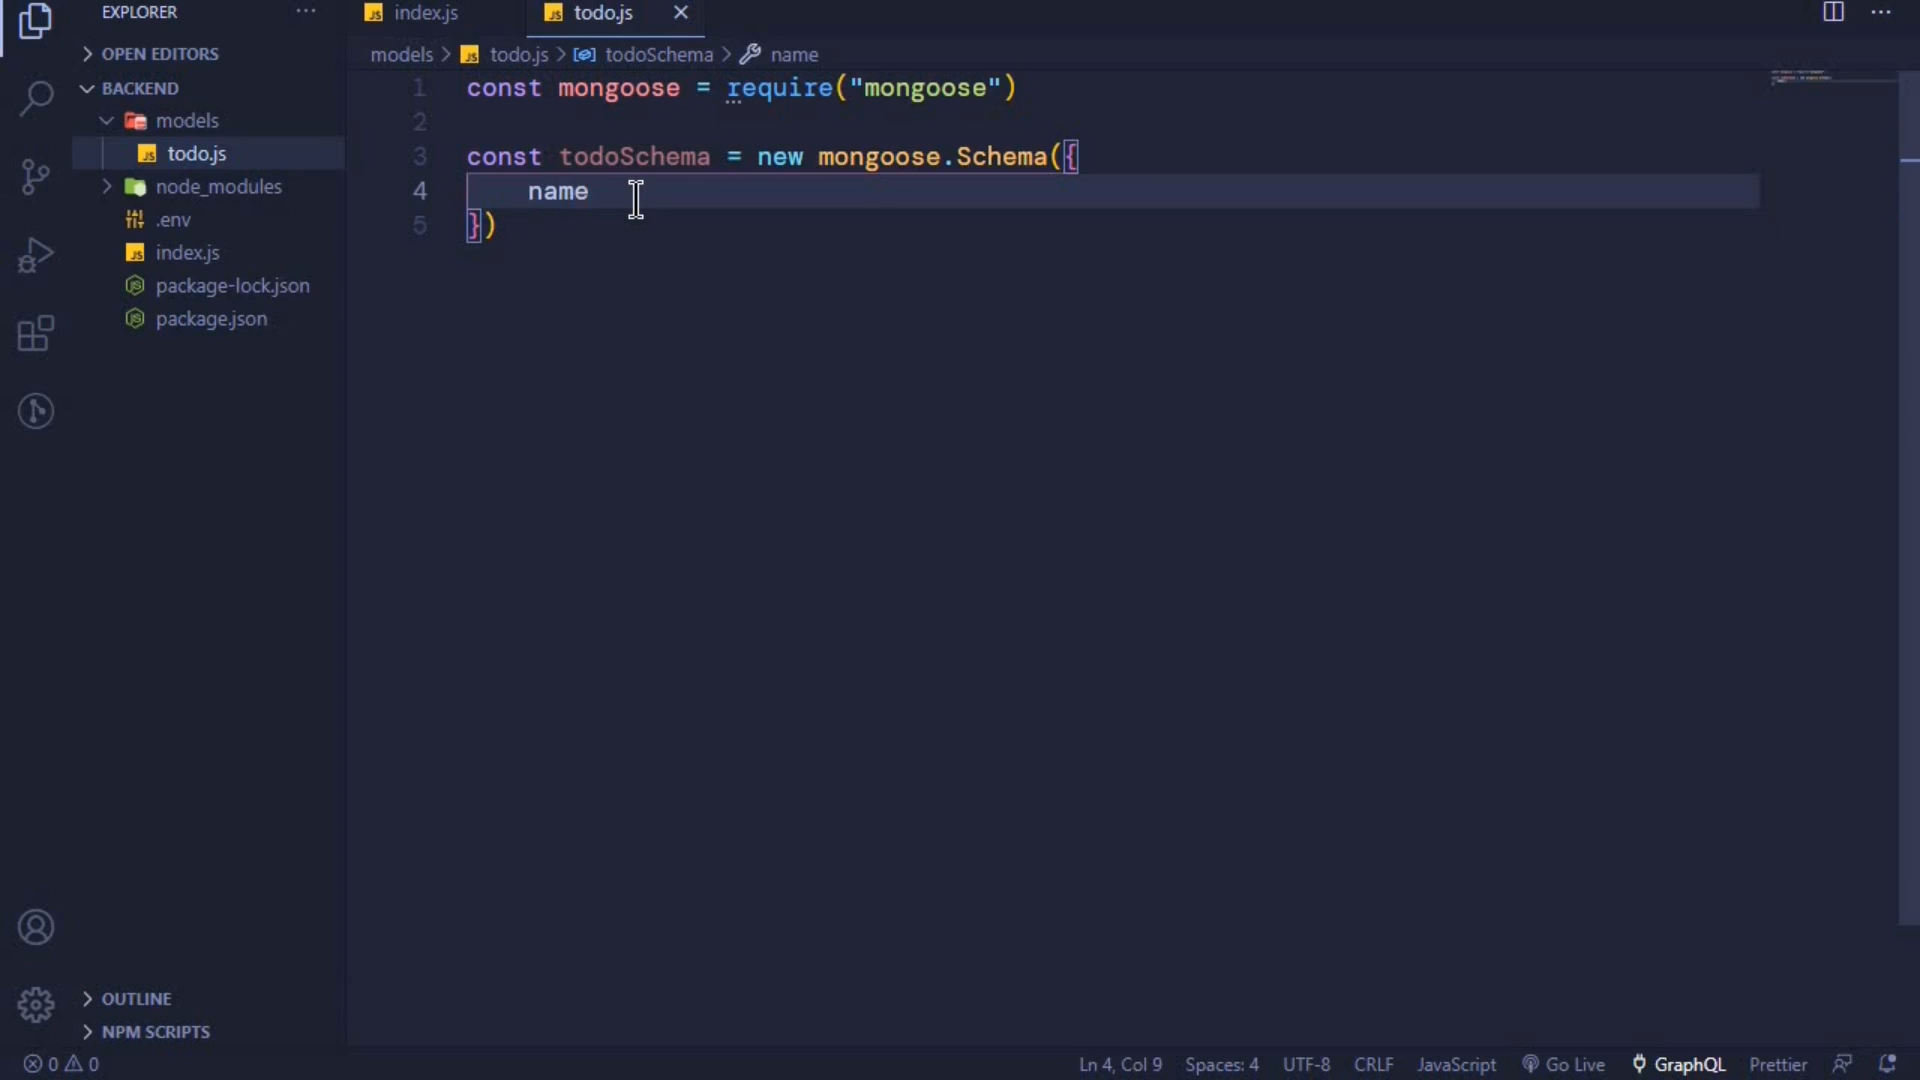 EXPLORER
OPEN EDITORS
BACKEND
models
todo.js
node_modules
.env
index.js
package-lock.json
package.json
OUTLINE
NPM SCRIPTS
index.js
todo.js
models > todo.js > todoSchema > name
1 const mongoose = require("mongoose")
2
3 const todoSchema = new mongoose.Schema({
4 name
5 })
0 0
Ln 4, Col 9 Spaces: 4 UTF-8 CRLF JavaScript Go Live GraphQL Prettier